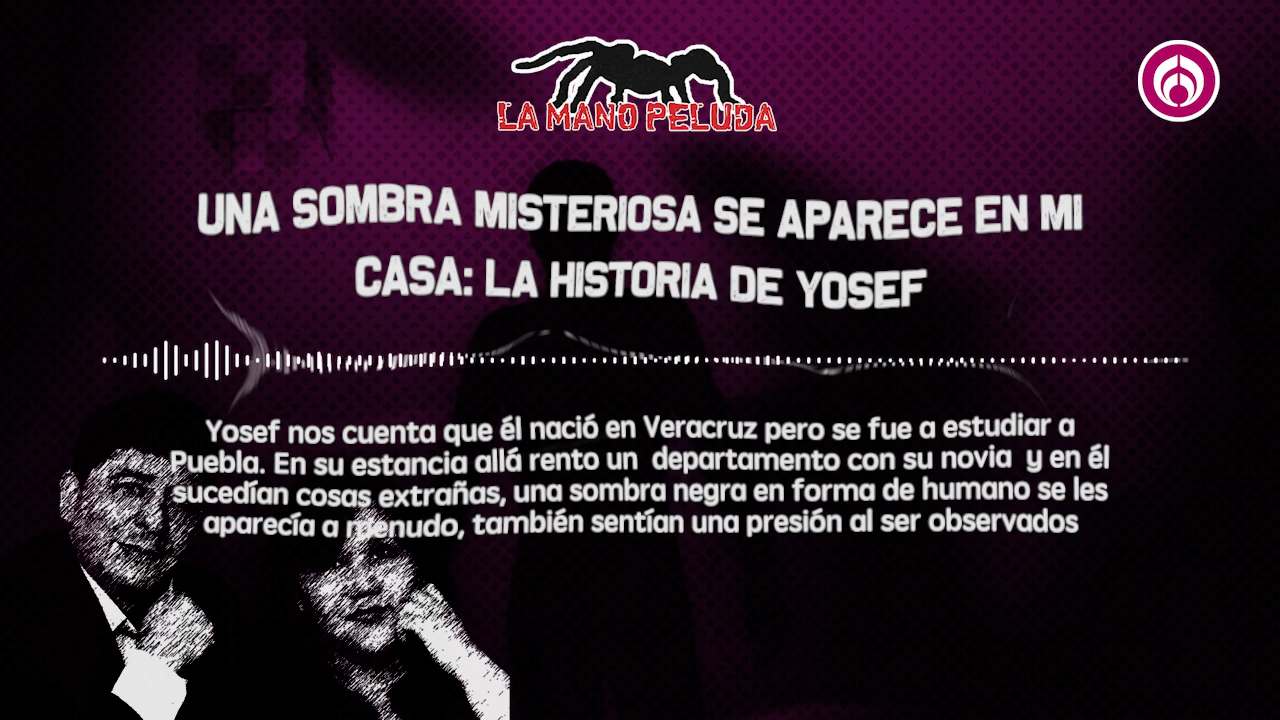 LA MANO PELUDA
UNA SOMBRA MISTERIOSA SE APARECE EN MI
CASA: LA HISTORIA DE YOSEF
Yosef nos cuenta que él nació en Veracruz pero se fue a estudiar a
Puebla. En su estancia allá rento un departamento con su novia y en él
sucedían cosas extrañas, una sombra negra en forma de humano se les
aparecía a menudo, también sentían una presión al ser observados